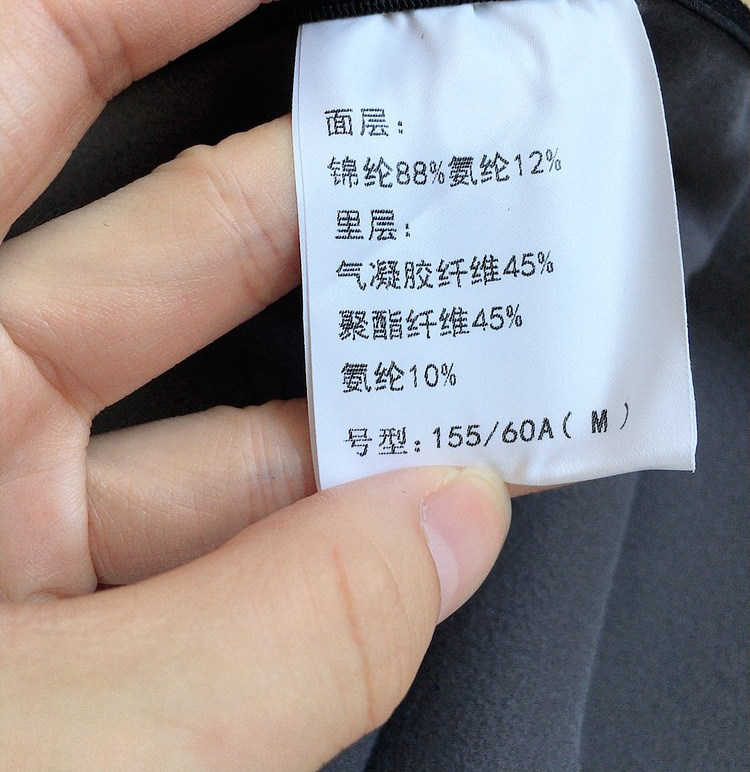 面层:
锦纶88%氨纶12%
里层:
气凝胶纤维45%
聚酯纤维45%
氨纶10%
号型:155/60A( M )